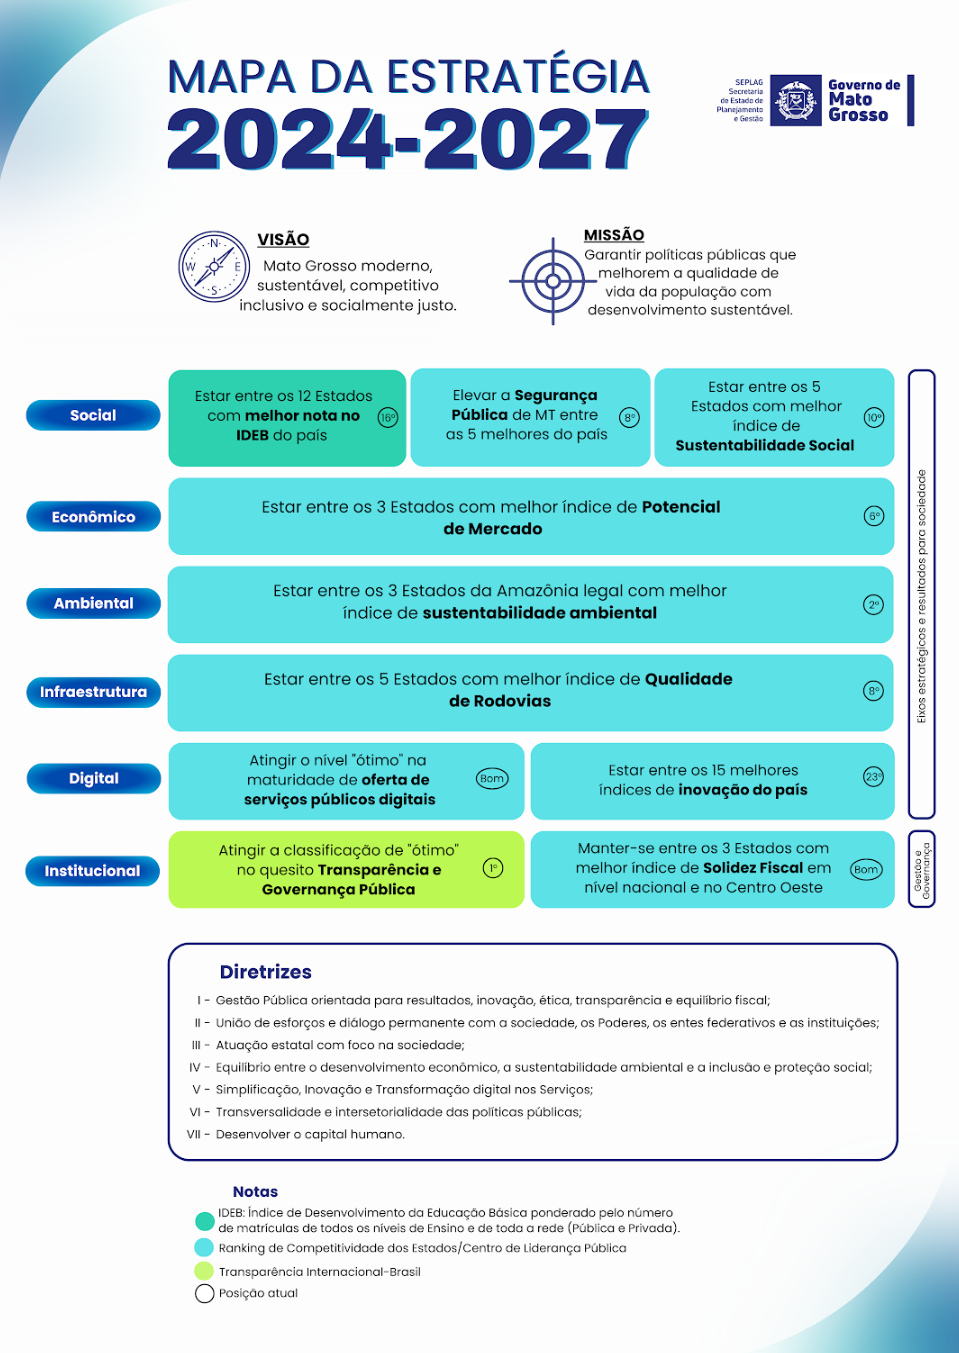 MAPA DA ESTRATÉGIA
2024-2027
SEPLAG
Secretaria
de Estado de
Planejamento
e Gestão
Governo de
Mato
Grosso
N
W
E
S
VISÃO
Mato Grosso moderno,
sustentável, competitivo
inclusivo e socialmente justo.
MISSÃO
Garantir políticas públicas que
melhorem a qualidade de
vida da população com
desenvolvimento sustentável.
Social
Estar entre os 12 Estados
com melhor nota no
IDEB do país
16º
Elevar a Segurança
Pública de MT entre
as 5 melhores do país
8º
Estar entre os 5
Estados com melhor
índice de
Sustentabilidade Social
10º
Econômico
Estar entre os 3 Estados com melhor índice de Potencial
de Mercado
6º
Ambiental
Estar entre os 3 Estados da Amazônia legal com melhor
índice de sustentabilidade ambiental
2º
Infraestrutura
Estar entre os 5 Estados com melhor índice de Qualidade
de Rodovias
8º
Digital
Atingir o nível "ótimo" na
maturidade de oferta de
serviços públicos digitais
Bom
Estar entre os 15 melhores
índices de inovação do país
23º
Eixos estratégicos e resultados para sociedade
Institucional
Atingir a classificação de "ótimo"
no quesito Transparência e
Governança Pública
1º
Manter-se entre os 3 Estados com
melhor índice de Solidez Fiscal em
nível nacional e no Centro Oeste
Bom
Gestão e
Governança
Diretrizes
I - Gestão Pública orientada para resultados, inovação, ética, transparência e equilíbrio fiscal;
II - União de esforços e diálogo permanente com a sociedade, os Poderes, os entes federativos e as instituições;
III - Atuação estatal com foco na sociedade;
IV - Equilíbrio entre o desenvolvimento econômico, a sustentabilidade ambiental e a inclusão e proteção social;
V - Simplificação, Inovação e Transformação digital nos Serviços;
VI - Transversalidade e intersetorialidade das políticas públicas;
VII - Desenvolver o capital humano.
Notas
IDEB: Índice de Desenvolvimento da Educação Básica ponderado pelo número
de matrículas de todos os níveis de Ensino e de toda a rede (Pública e Privada).
Ranking de Competitividade dos Estados/Centro de Liderança Pública
Transparência Internacional-Brasil
Posição atual